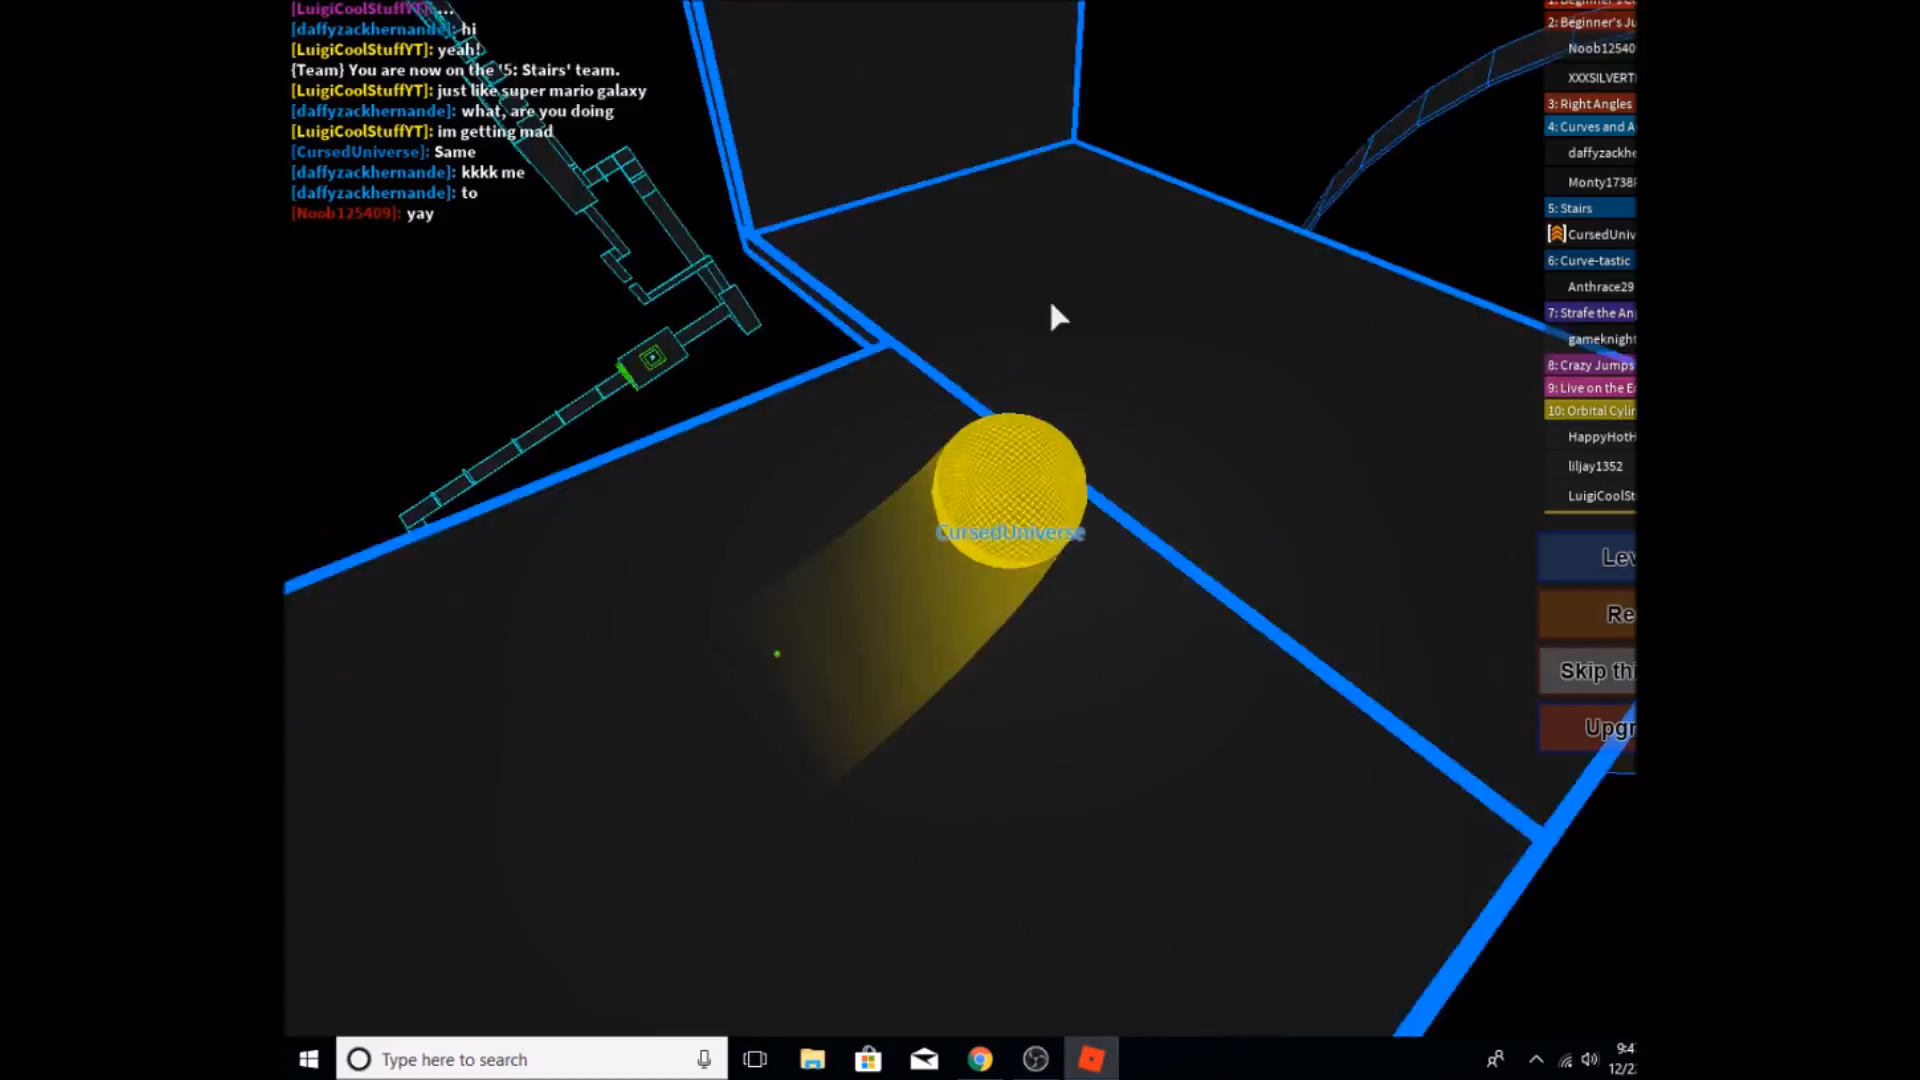 [LuigiCoolStuffYT]: ...
[daffyzackhernande]: hi
[LuigiCoolStuffYT]: yeah!
{Team} You are now on the '5: Stairs' team.
[LuigiCoolStuffYT]: just like super mario galaxy
[daffyzackhernande]: what, are you doing
[LuigiCoolStuffYT]: im getting mad
[CursedUniverse]: Same
[daffyzackhernande]: kkkk me
[daffyzackhernande]: to
[Noob125409]: yay
CursedUniverse
1: Beginner's Co
2: Beginner's Ju
Noob12540
XXXSILVERT
3: Right Angles
4: Curves and A
daffyzackhe
Monty1738
5: Stairs
CursedUniv
6: Curve-tastic
Anthrace29
7: Strafe the An
gameknight
8: Crazy Jumps
9: Live on the E
10: Orbital Cylin
HappyHotH
liljay1352
LuigiCoolSt
Lev
Re
Skip thi
Upgr
Type here to search
9:4
12/2